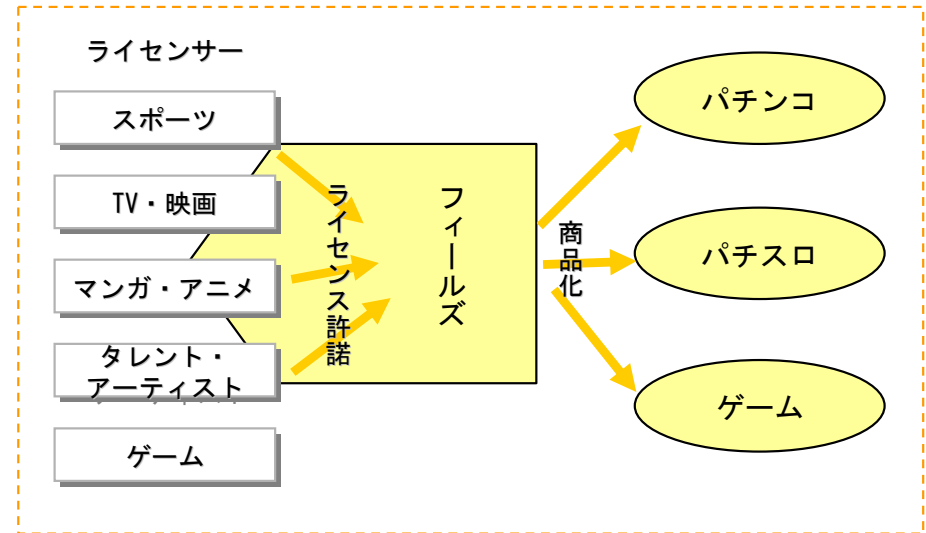 ライセンサー
スポーツ
TV・映画
マンガ・アニメ
タレント・
アーティスト
ゲーム
ライセンス許諾
フィールズ
商品化
パチンコ
パチスロ
ゲーム